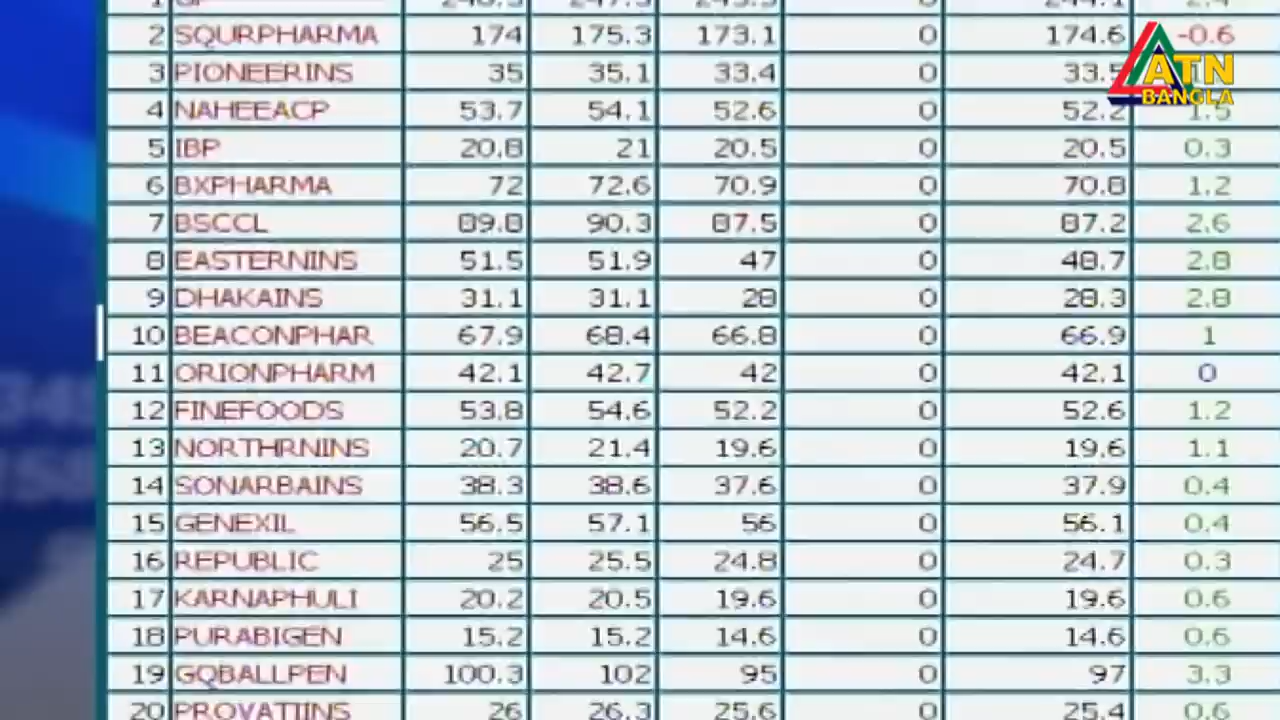 2 SQURPHARMA 174 175.3 173.1 0 174.6 -0.6
3 PIONEERINS 35 35.1 33.4 0
4 NAHEEACP 53.7 54.1 52.6 0 52.2 1.5
5 IBP 20.8 21 20.5 0 20.5 0.3
6 BXPHARMA 72 72.6 70.9 0 70.8 1.2
7 BSCCL 89.8 90.3 87.5 0 87.2 2.6
8 EASTERNINS 51.5 51.9 47 0 48.7 2.8
9 DHAKAINS 31.1 31.1 28 0 28.3 2.8
10 BEACONPHAR 67.9 68.4 66.8 0 66.9 1
11 ORIONPHARM 42.1 42.7 42 0 42.1 0
12 FINEFOODS 53.8 54.6 52.2 0 52.6 1.2
13 NORTHRNINS 20.7 21.4 19.6 0 19.6 1.1
14 SONARBAINS 38.3 38.6 37.6 0 37.9 0.4
15 GENEXIL 56.5 57.1 56 0 56.1 0.4
16 REPUBLIC 25 25.5 24.8 0 24.7 0.3
17 KARNAPHULI 20.2 20.5 19.6 0 19.6 0.6
18 PURABIGEN 15.2 15.2 14.6 0 14.6 0.6
19 GQBALLPEN 100.3 102 95 0 97 3.3
20 PROVATIINS 26 26.3 25.6 0 25.4 0.6
ATN
BANGLA